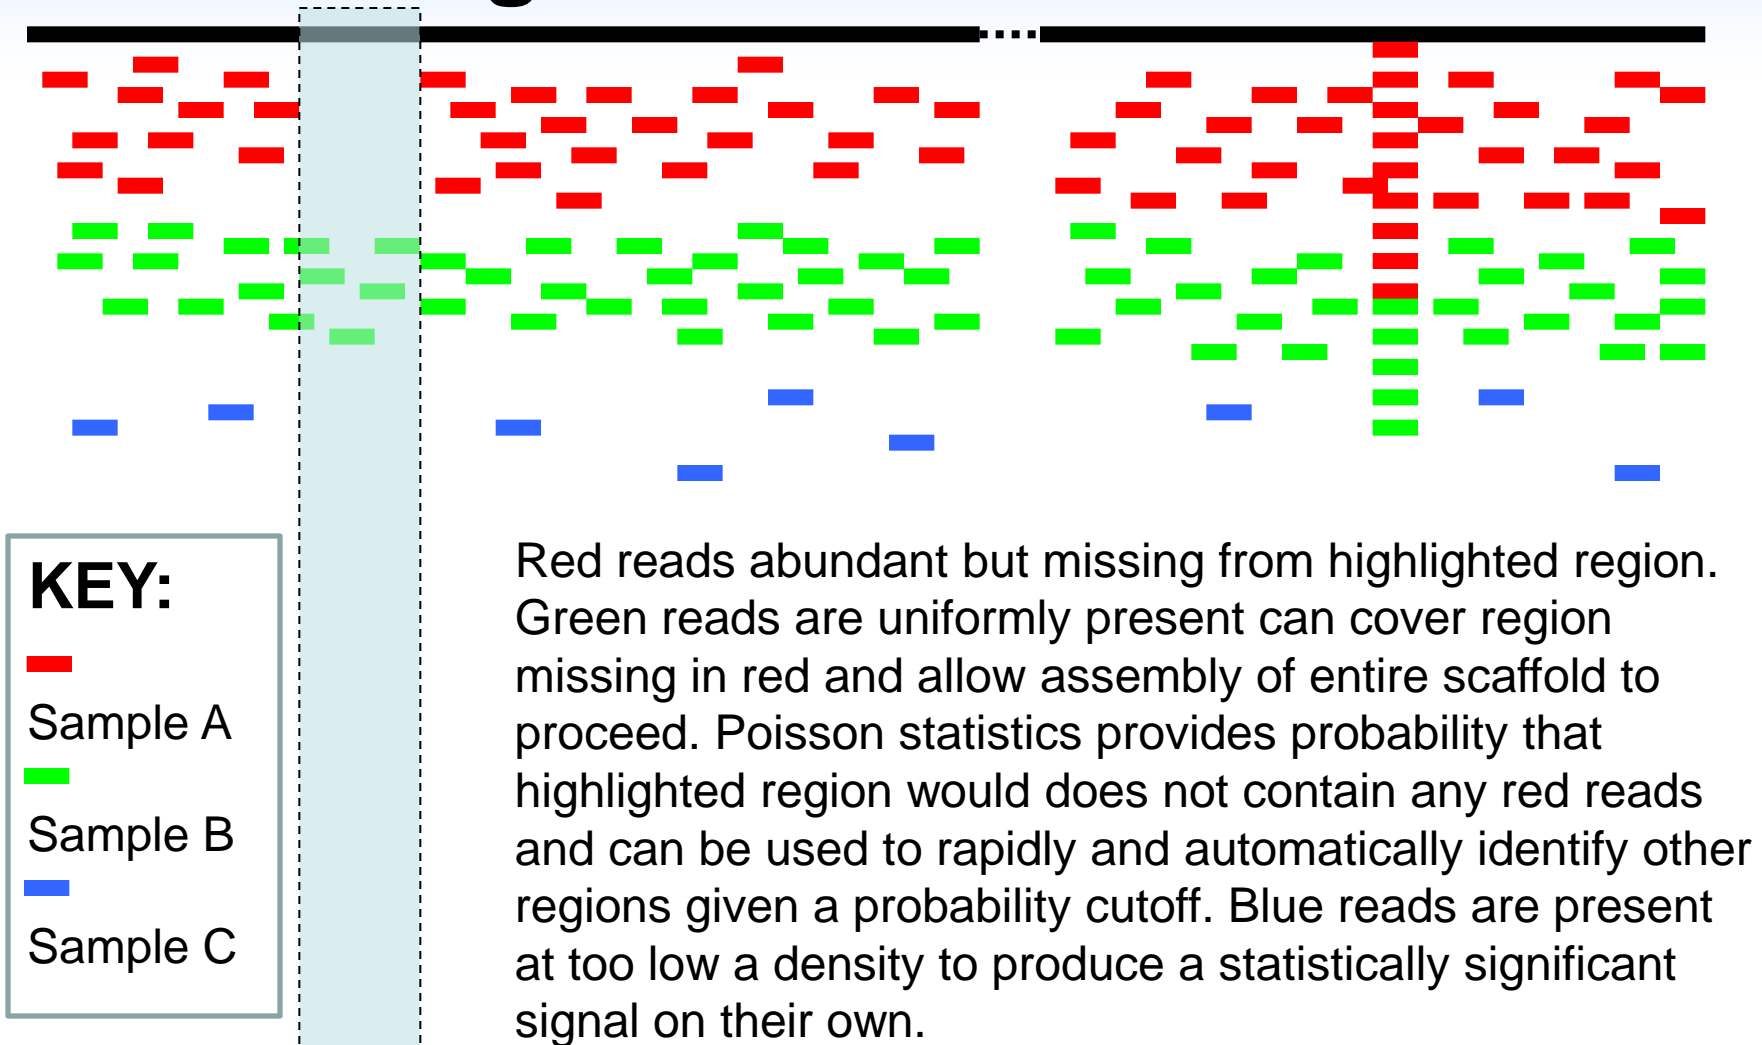 KEY:
Sample A
Sample B
Sample C
Red reads abundant but missing from highlighted region.
Green reads are uniformly present can cover region
missing in red and allow assembly of entire scaffold to
proceed. Poisson statistics provides probability that
highlighted region would does not contain any red reads
and can be used to rapidly and automatically identify other
regions given a probability cutoff. Blue reads are present
at too low a density to produce a statistically significant
signal on their own.